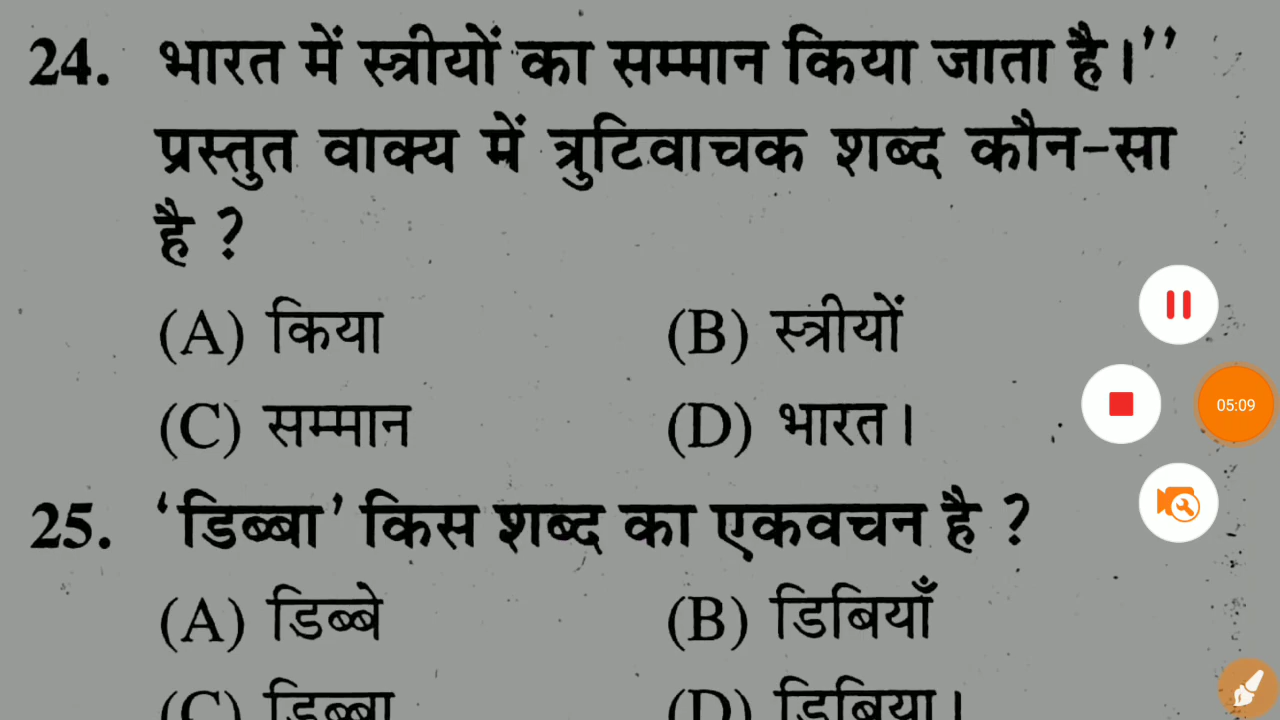 24. भारत में स्त्रीयों का सम्मान किया जाता है।’’
प्रस्तुत वाक्य में त्रुटिवाचक शब्द कौन-सा
है ?
(A) किया (B) स्त्रीयों
(C) सम्मान (D) भारत।
05:09
25. ‘डिब्बा’ किस शब्द का एकवचन है ?
(A) डिब्बे (B) डिबियाँ
(C) डिब्बा (D) डिबिया।